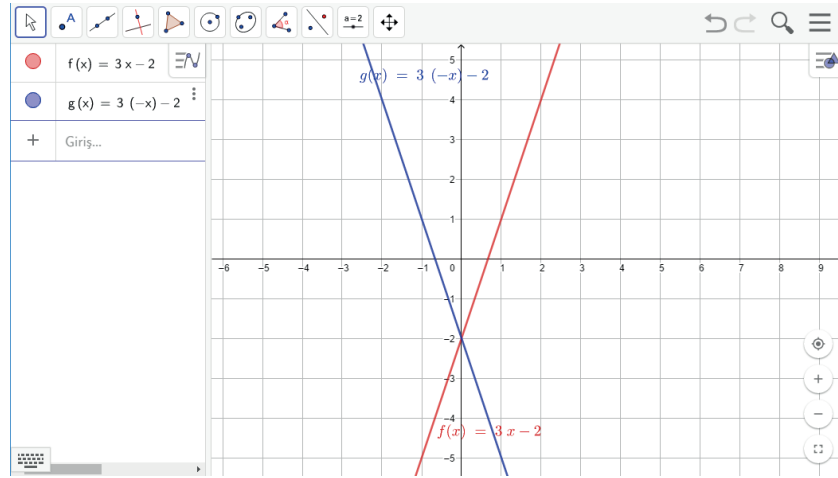 A
a=2
f(x) = 3x – 2
g(x) = 3 (–x) – 2
+ Giriş...
g(x) = 3 (−x) − 2
f(x) = 3 x − 2
5
4
3
2
1
–6 –5 –4 –3 –2 –1 0 1 2 3 4 5 6 7 8 9
–1
–2
–3
–4
–5